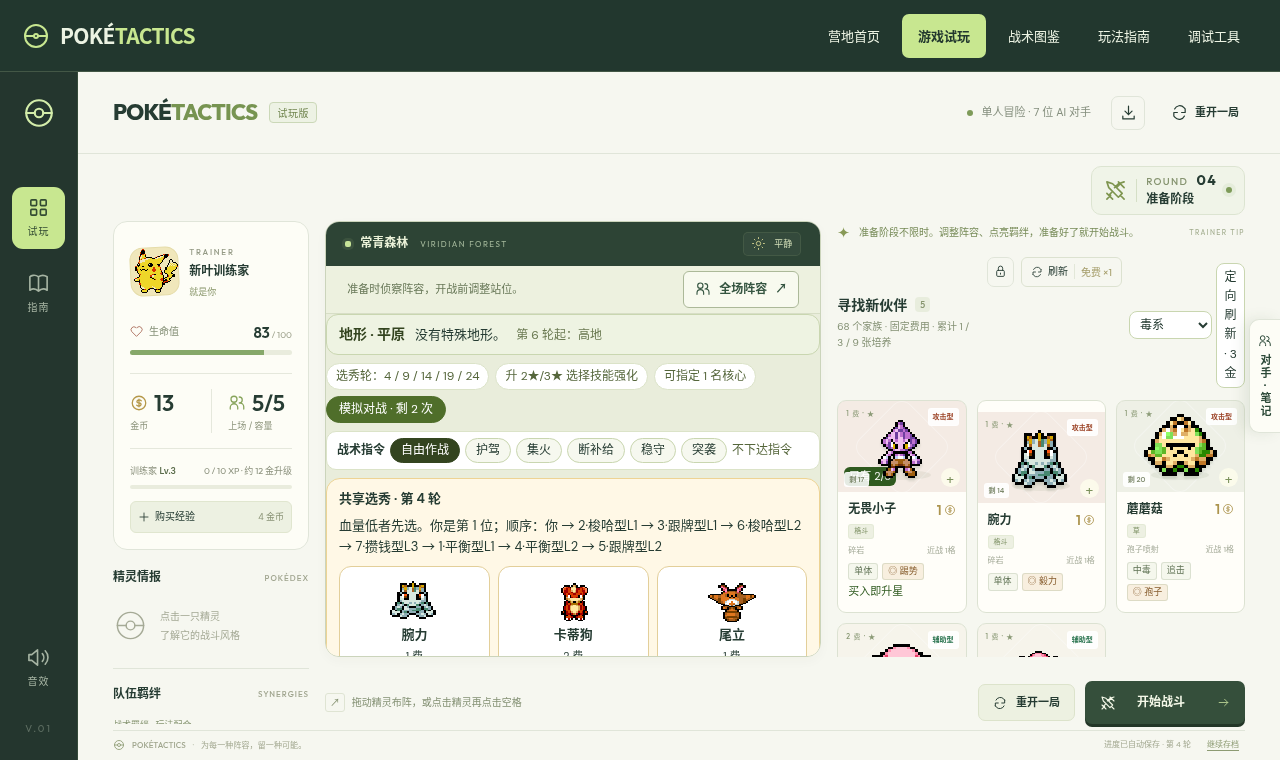 POKÉTACTICS
营地首页
游戏试玩
战术图鉴
玩法指南
调试工具
试玩
指南
音效
V.01
POKÉTACTICS 试玩版
单人冒险 · 7 位 AI 对手
重开一局
ROUND 04
准备阶段
TRAINER
新叶训练家
就是你
生命值 83 / 100
13
金币
5/5
上场 / 容量
训练家 Lv.3 0 / 10 XP · 约 12 金升级
购买经验 4 金币
精灵情报 POKÉDEX
点击一只精灵
了解它的战斗风格
队伍羁绊 SYNERGIES
常青森林 VIRIDIAN FOREST 平静
准备时侦察阵容，开战前调整站位。
全场阵容 ↗
地形 · 平原 没有特殊地形。 第 6 轮起：高地
选秀轮：4 / 9 / 14 / 19 / 24
升 2★/3★ 选择技能强化
可指定 1 名核心
模拟对战 · 剩 2 次
战术指令 自由作战 护驾 集火 断补给 稳守 突袭 不下达指令
共享选秀 · 第 4 轮
血量低者先选。你是第 1 位；顺序：你 → 2·梭哈型L1 → 3·跟牌型L1 → 6·梭哈型L2
→ 7·攒钱型L3 → 1·平衡型L1 → 4·平衡型L2 → 5·跟牌型L2
腕力
卡蒂狗
尾立
✦ 准备阶段不限时。调整阵容、点亮羁绊，准备好了就开始战斗。 TRAINER TIP
刷新 免费 ×1
寻找新伙伴 5
68 个家族 · 固定费用 · 累计 1 /
3 / 9 张培养
毒系
定向刷新 · 3 金
对手 · 笔记
1 费 · ★ 攻击型
剩 17
无畏小子 1
格斗
碎岩 近战 1格
单体 ◎ 踢劳
买入即升星
1 费 · ★ 攻击型
剩 14
腕力 1
格斗
碎岩 近战 1格
单体 ◎ 毅力
1 费 · ★ 攻击型
剩 20
蘑蘑菇 1
草
孢子喷射 近战 1格
中毒 追击
◎ 孢子
2 费 · ★ 辅助型
1 费 · ★ 辅助型
↗ 拖动精灵布阵，或点击精灵再点击空格
重开一局
开始战斗 →
POKÉTACTICS · 为每一种阵容，留一种可能。
进度已自动保存 · 第 4 轮 继续存档